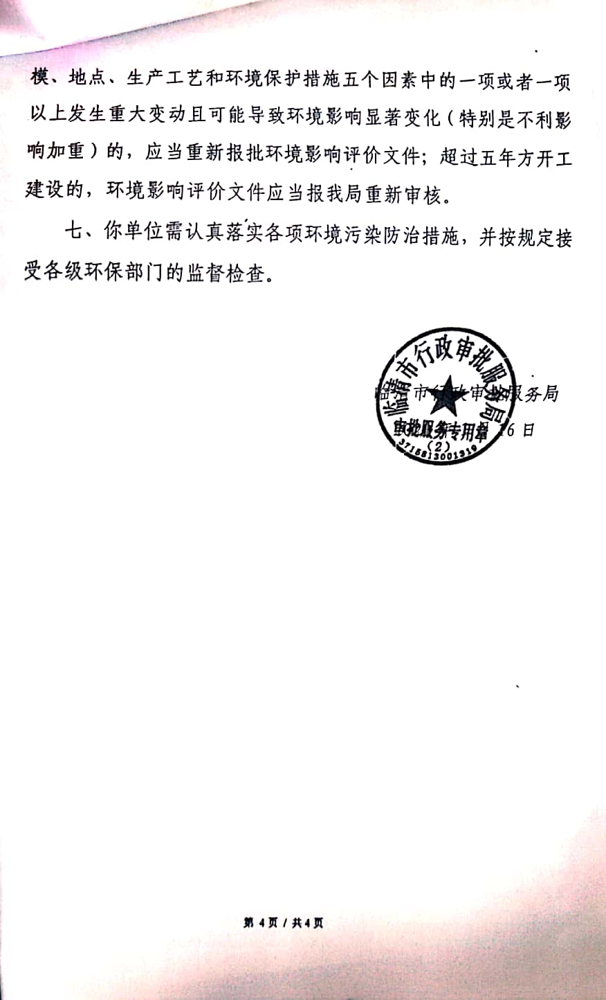 模、地点、生产工艺和环境保护措施五个因素中的一项或者一项
以上发生重大变动且可能导致环境影响显著变化（特别是不利影
响加重）的，应当重新报批环境影响评价文件；超过五年方开工
建设的，环境影响评价文件应当报我局重新审核。
七、你单位需认真落实各项环境污染防治措施，并按规定接
受各级环保部门的监督检查。
临清市行政审批服务局
临清市行政审批服务局
审批服务专用章
（2）
3715813001319
月16日
第 4页 / 共4页